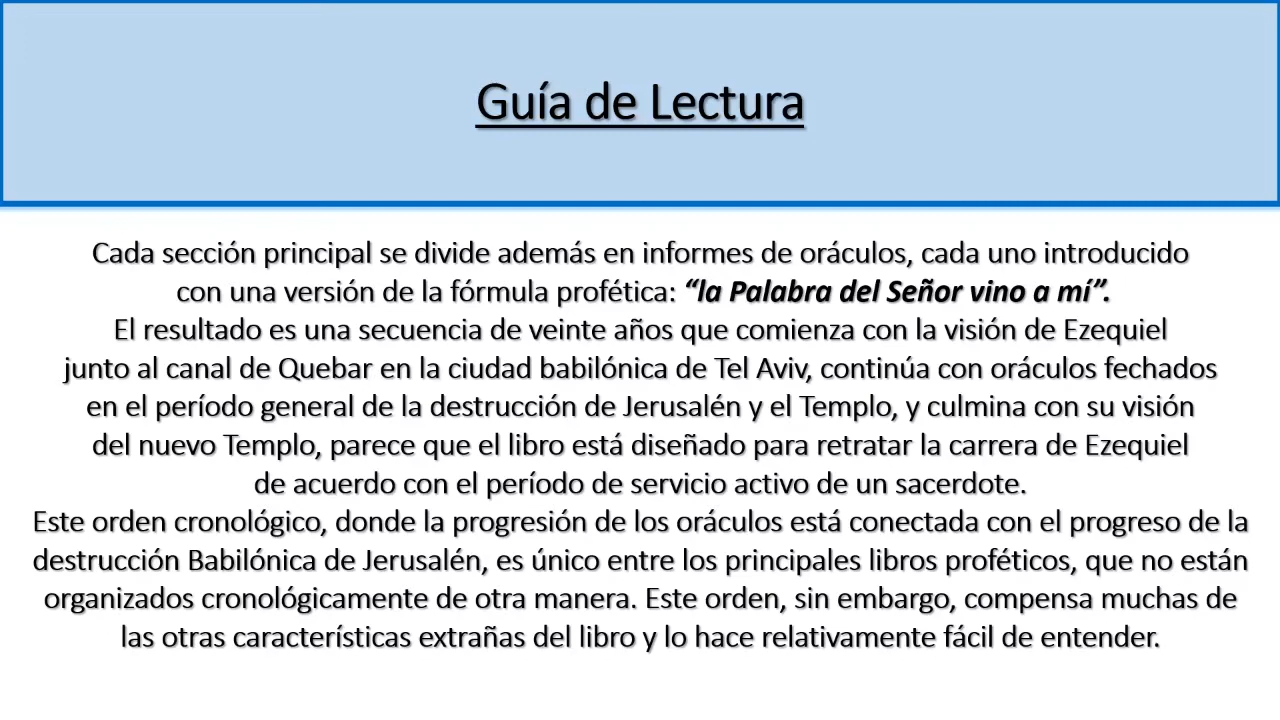 Guía de Lectura
Cada sección principal se divide además en informes de oráculos, cada uno introducido
con una versión de la fórmula profética: “la Palabra del Señor vino a mí”.
El resultado es una secuencia de veinte años que comienza con la visión de Ezequiel
junto al canal de Quebar en la ciudad babilónica de Tel Aviv, continúa con oráculos fechados
en el período general de la destrucción de Jerusalén y el Templo, y culmina con su visión
del nuevo Templo, parece que el libro está diseñado para retratar la carrera de Ezequiel
de acuerdo con el período de servicio activo de un sacerdote.
Este orden cronológico, donde la progresión de los oráculos está conectada con el progreso de la
destrucción Babilónica de Jerusalén, es único entre los principales libros proféticos, que no están
organizados cronológicamente de otra manera. Este orden, sin embargo, compensa muchas de
las otras características extrañas del libro y lo hace relativamente fácil de entender.